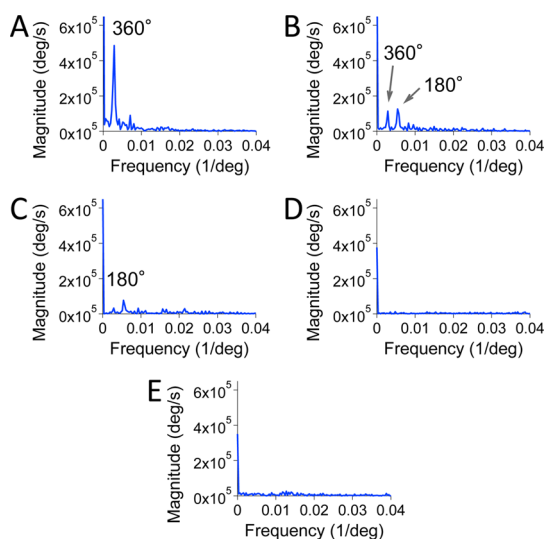 A
Magnitude (deg/s)
6x10⁵
4x10⁵
2x10⁵
0x10⁵
360°
0 0.01 0.02 0.03 0.04
Frequency (1/deg)
B
Magnitude (deg/s)
6x10⁵
4x10⁵
2x10⁵
0x10⁵
360°
180°
0 0.01 0.02 0.03 0.04
Frequency (1/deg)
C
Magnitude (deg/s)
6x10⁵
4x10⁵
2x10⁵
0x10⁵
180°
0 0.01 0.02 0.03 0.04
Frequency (1/deg)
D
Magnitude (deg/s)
6x10⁵
4x10⁵
2x10⁵
0x10⁵
0 0.01 0.02 0.03 0.04
Frequency (1/deg)
E
Magnitude (deg/s)
6x10⁵
4x10⁵
2x10⁵
0x10⁵
0 0.01 0.02 0.03 0.04
Frequency (1/deg)